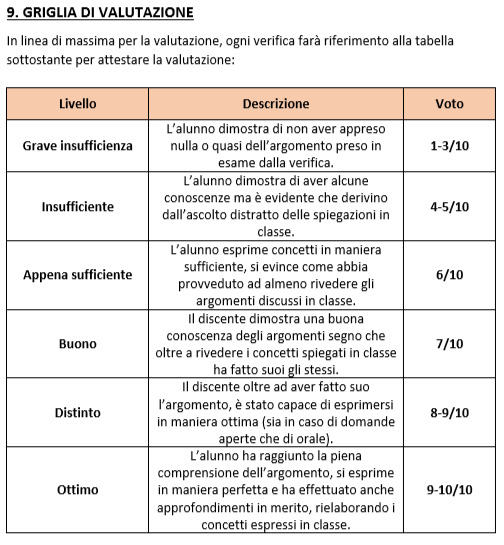 9. GRIGLIA DI VALUTAZIONE
In linea di massima per la valutazione, ogni verifica farà riferimento alla tabella
sottostante per attestare la valutazione:
Livello Descrizione Voto
Grave insufficienza
L'alunno dimostra di non aver appreso
nulla o quasi dell'argomento preso in
esame dalla verifica.
1-3/10
Insufficiente
L'alunno dimostra di aver alcune
conoscenze ma è evidente che derivino
dall'ascolto distratto delle spiegazioni in
classe.
4-5/10
Appena sufficiente
L'alunno esprime concetti in maniera
sufficiente, si evince come abbia
provveduto ad almeno rivedere gli
argomenti discussi in classe.
6/10
Buono
Il discente dimostra una buona
conoscenza degli argomenti segno che
oltre a rivedere i concetti spiegati in classe
ha fatto suoi gli stessi.
7/10
Distinto
Il discente oltre ad aver fatto suo
l'argomento, è stato capace di esprimersi
in maniera ottima (sia in caso di domande
aperte che di orale).
8-9/10
Ottimo
L'alunno ha raggiunto la piena
comprensione dell'argomento, si esprime
in maniera perfetta e ha effettuato anche
approfondimenti in merito, rielaborando i
concetti espressi in classe.
9-10/10